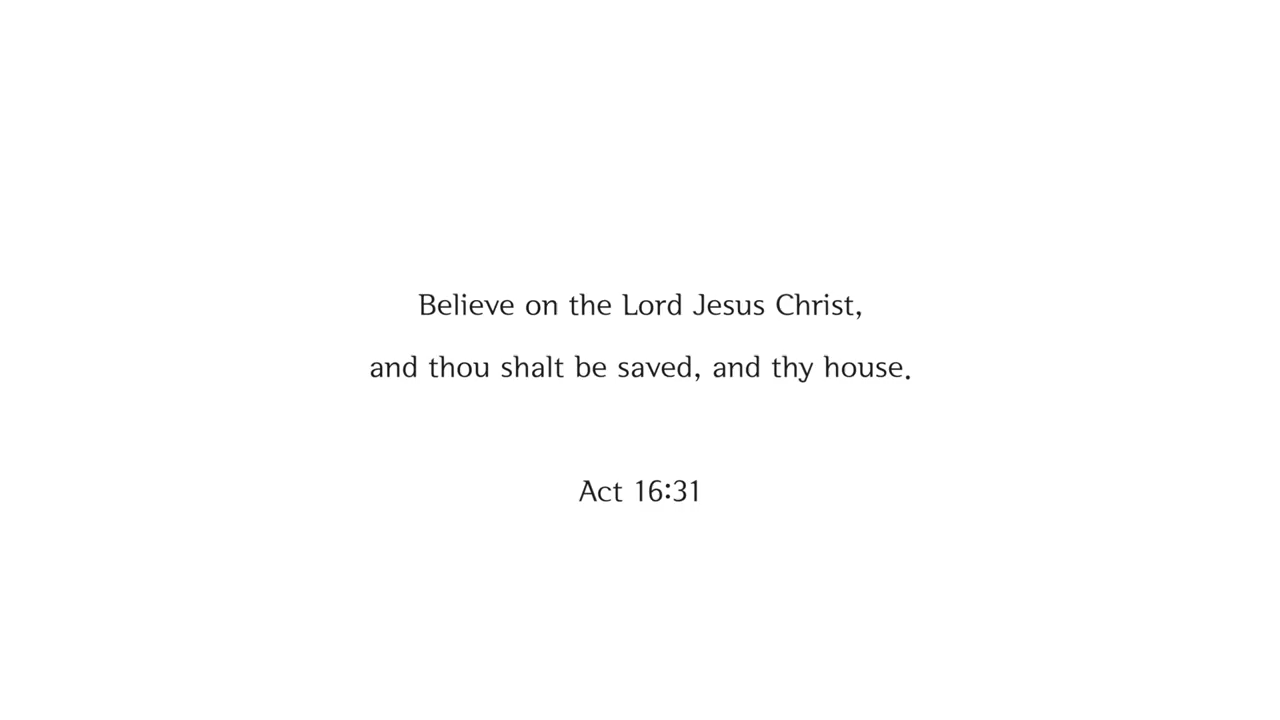 Believe on the Lord Jesus Christ,
and thou shalt be saved, and thy house.
Act 16:31